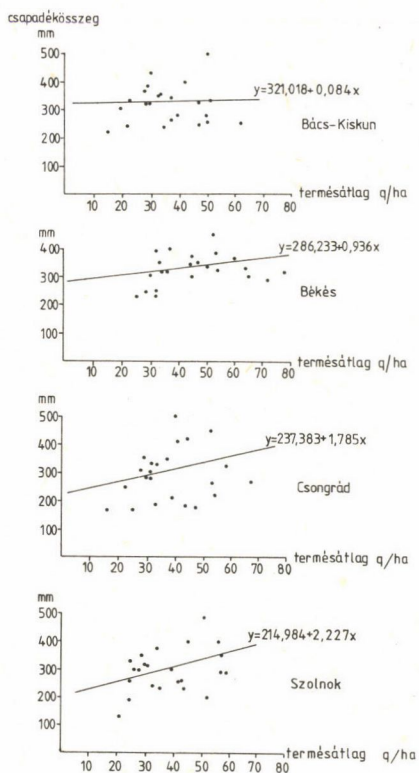 csapadékösszeg
mm
500
400
300
200
100
y=321,018+0,084x
Bács-Kiskun
10 20 30 40 50 60 70 80
termésátlag q/ha
mm
400
300
200
100
0
y=286,233+0,936x
Békés
10 20 30 40 50 60 70 80
termésátlag q/ha
mm
500
400
300
200
100
0
y=237,383+1,785x
Csongrád
10 20 30 40 50 60 70 80
termésátlag q/ha
mm
500
400
300
200
100
y=214,984+2,227x
Szolnok
10 20 30 40 50 60 70 80
termésátlag q/ha